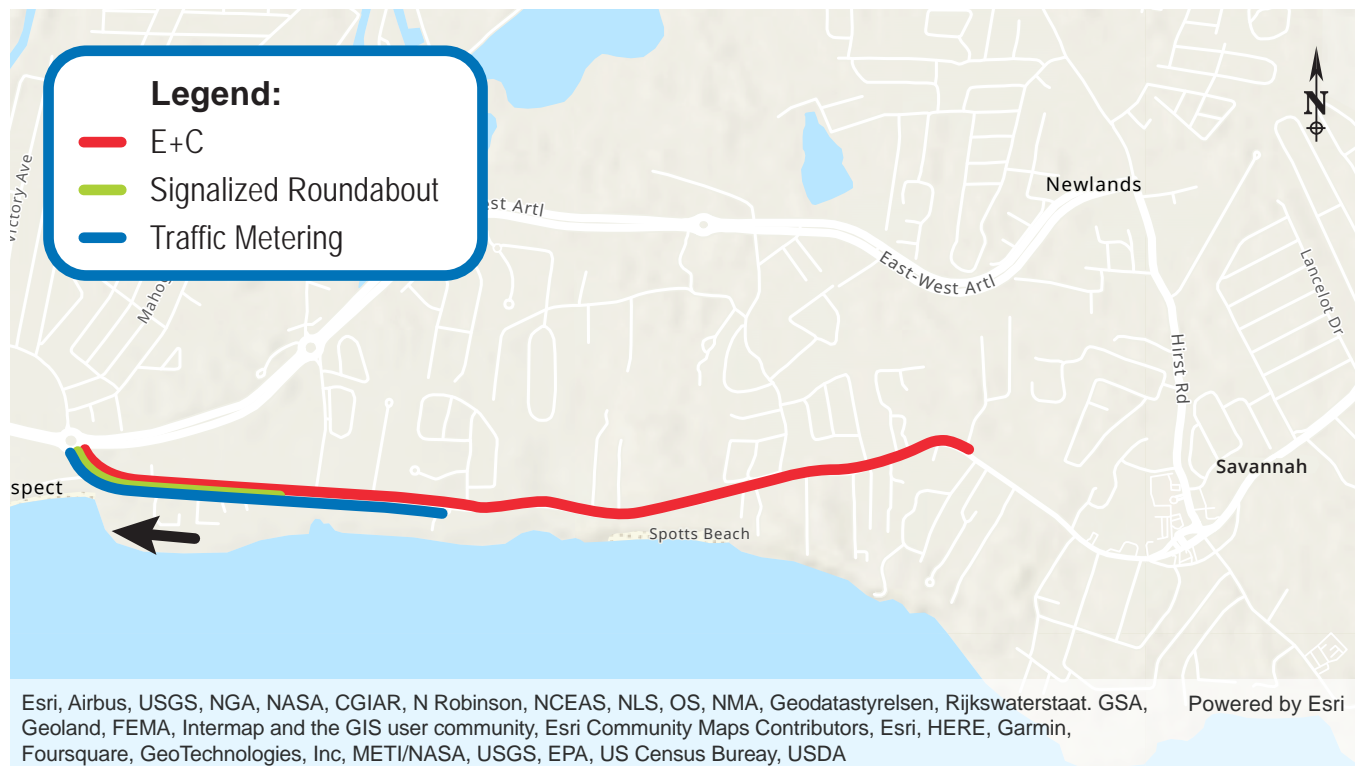 Legend:
E+C
Signalized Roundabout
Traffic Metering
N
Victory Ave
st Artl
Newlands
East-West Artl
Lancelot Dr
Hirst Rd
Savannah
spect
Spotts Beach
Esri, Airbus, USGS, NGA, NASA, CGIAR, N Robinson, NCEAS, NLS, OS, NMA, Geodatastyrelsen, Rijkswaterstaat. GSA,
Geoland, FEMA, Intermap and the GIS user community, Esri Community Maps Contributors, Esri, HERE, Garmin,
Foursquare, GeoTechnologies, Inc, METI/NASA, USGS, EPA, US Census Bureay, USDA
Powered by Esri